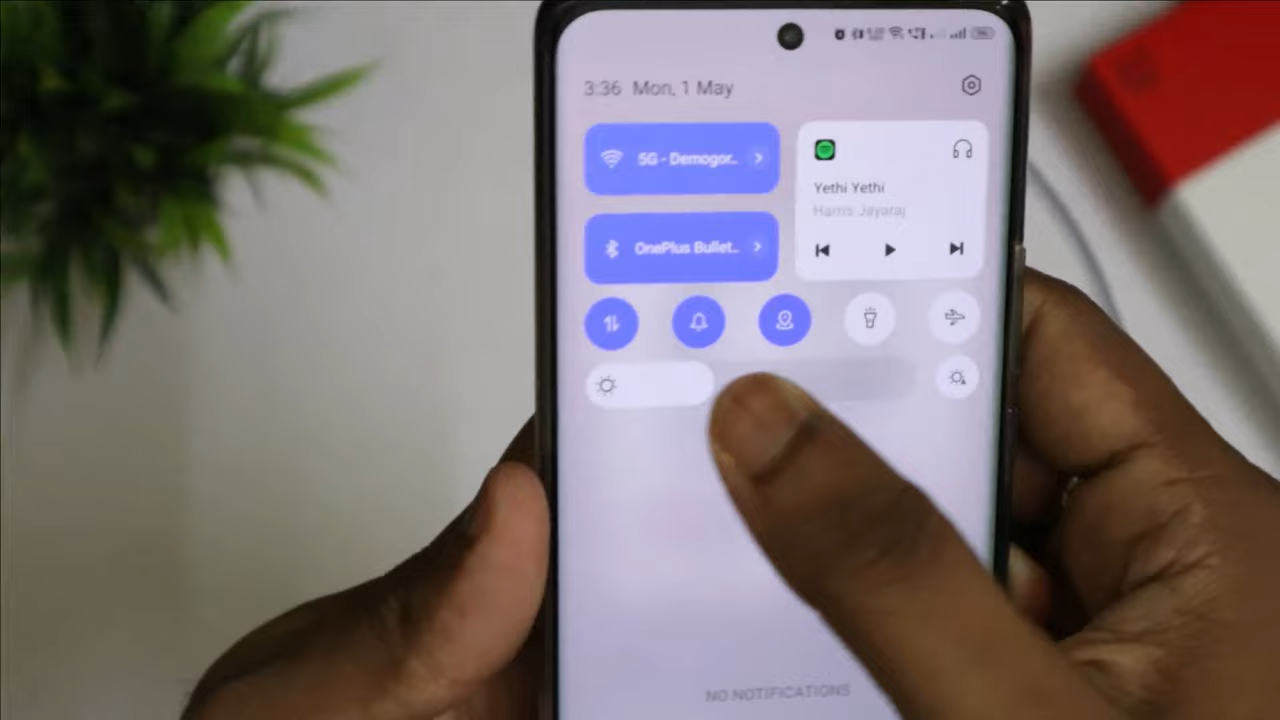 3:36 Mon, 1 May
5G - Demogor..
OnePlus Bullet..
Yethi Yethi
Harris Jayaraj
NO NOTIFICATIONS